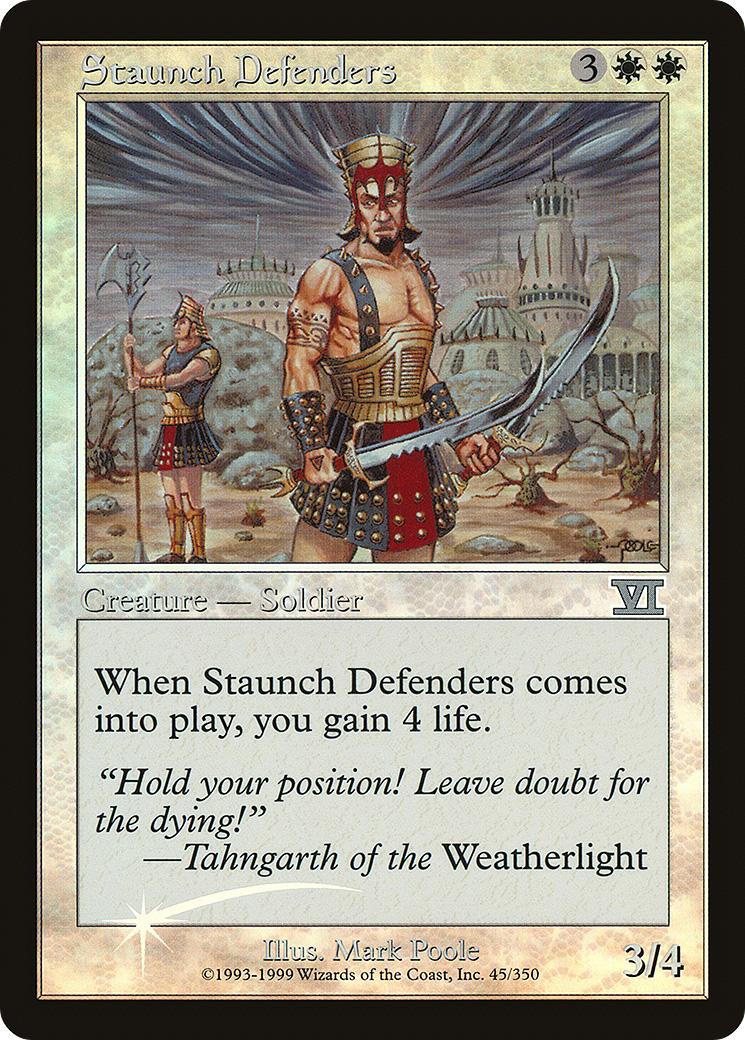 Staunch Defenders 3
POOLE
Creature — Soldier VI
When Staunch Defenders comes
into play, you gain 4 life.
“Hold your position! Leave doubt for
the dying!”
—Tahngarth of the Weatherlight
Illus. Mark Poole
©1993-1999 Wizards of the Coast, Inc. 45/350
3/4